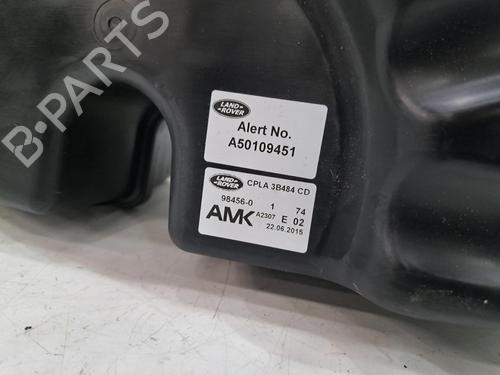 B-PARTS
LAND ROVER
Alert No.
A50109451
LAND ROVER CPLA 3B484 CD
98456-0 1 74
AMK A2307 E 02
22.06.2015